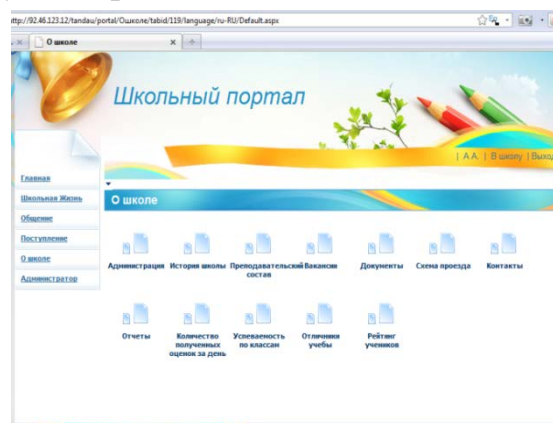 ttp://92.46.123.12/tandau/portal/Ошколе/tabid/119/language/ru-RU/Default.aspx
О школе
Школьный портал
| А А. | В школу | Выход
Главная
Школьная Жизнь
Общение
Поступление
О школе
Администратор
О школе
Администрация История школы Преподавательский состав Вакансии Документы Схема проезда Контакты
Отчеты Количество полученных оценок за день Успеваемость по классам Отличники учебы Рейтинг учеников